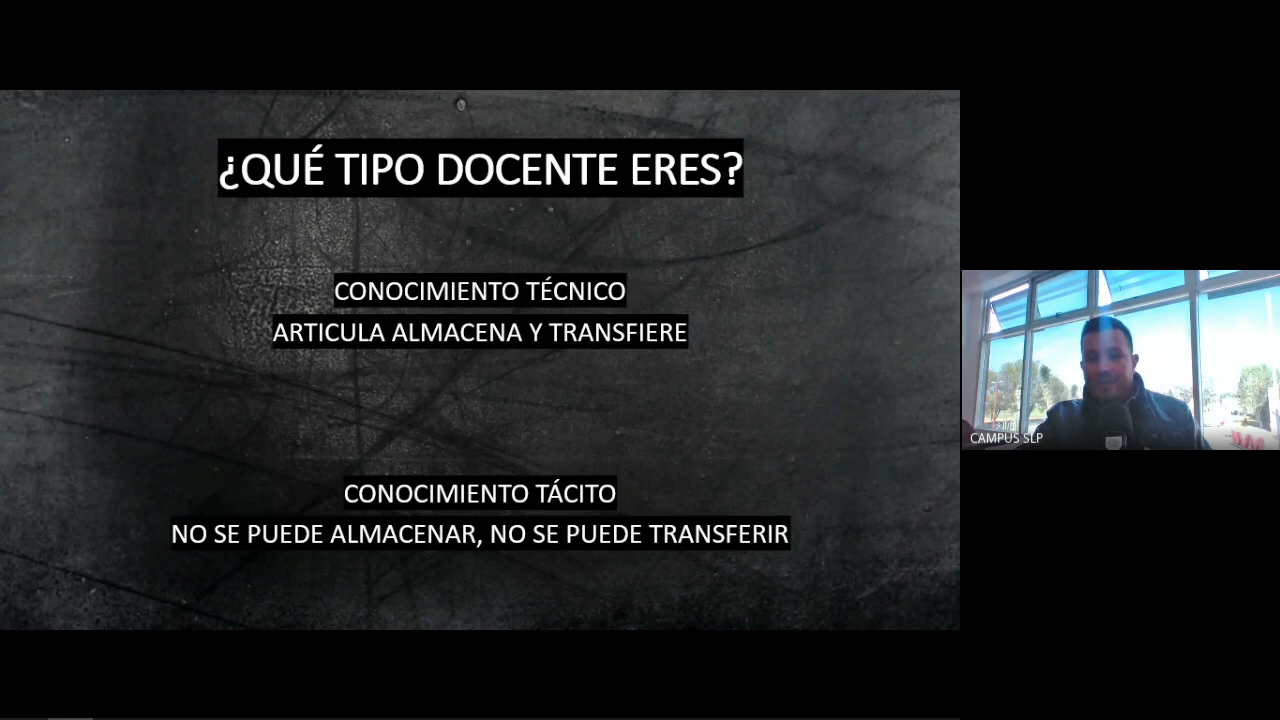 ¿QUÉ TIPO DOCENTE ERES?
CONOCIMIENTO TÉCNICO
ARTICULA ALMACENA Y TRANSFIERE
CONOCIMIENTO TÁCITO
NO SE PUEDE ALMACENAR, NO SE PUEDE TRANSFERIR
CAMPUS SLP